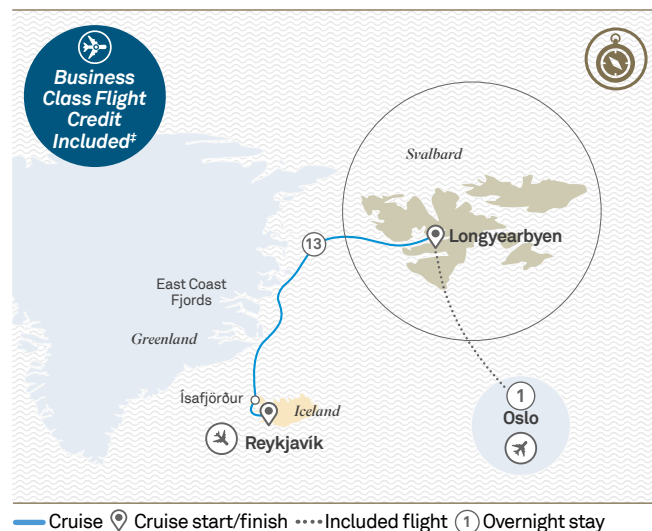 Business
Class Flight
Credit
Included‡
Svalbard
Longyearbyen
13
East Coast
Fjords
Greenland
Ísafjörður
Iceland
Reykjavík
1
Oslo
Cruise Cruise start/finish Included flight 1 Overnight stay